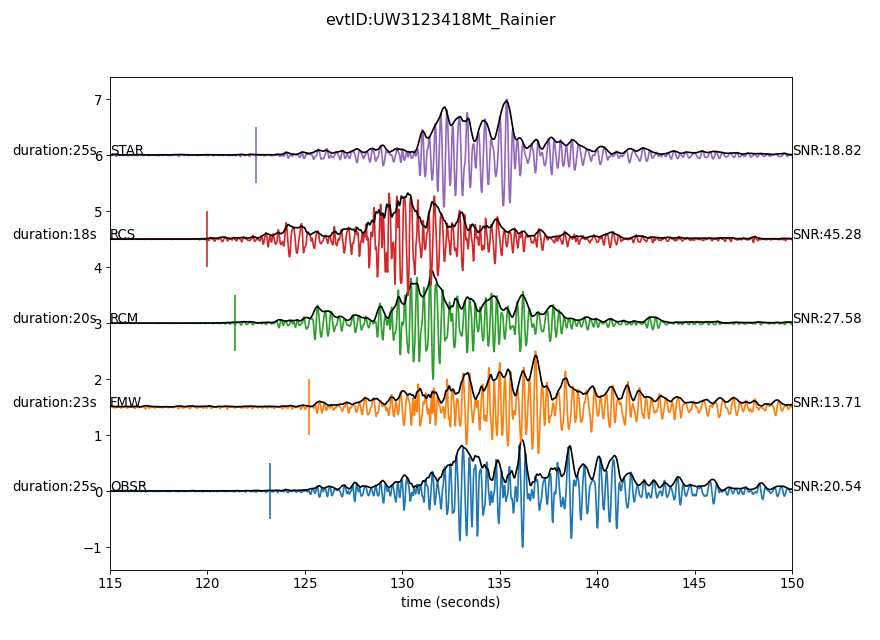 evtID:UW3123418Mt_Rainier
7
duration:25s STAR SNR:18.82
6
5
duration:18s RCS SNR:45.28
4
duration:20s RCM SNR:27.58
3
2
duration:23s FMW SNR:13.71
1
duration:25s OBSR SNR:20.54
0
−1
115 120 125 130 135 140 145 150
time (seconds)